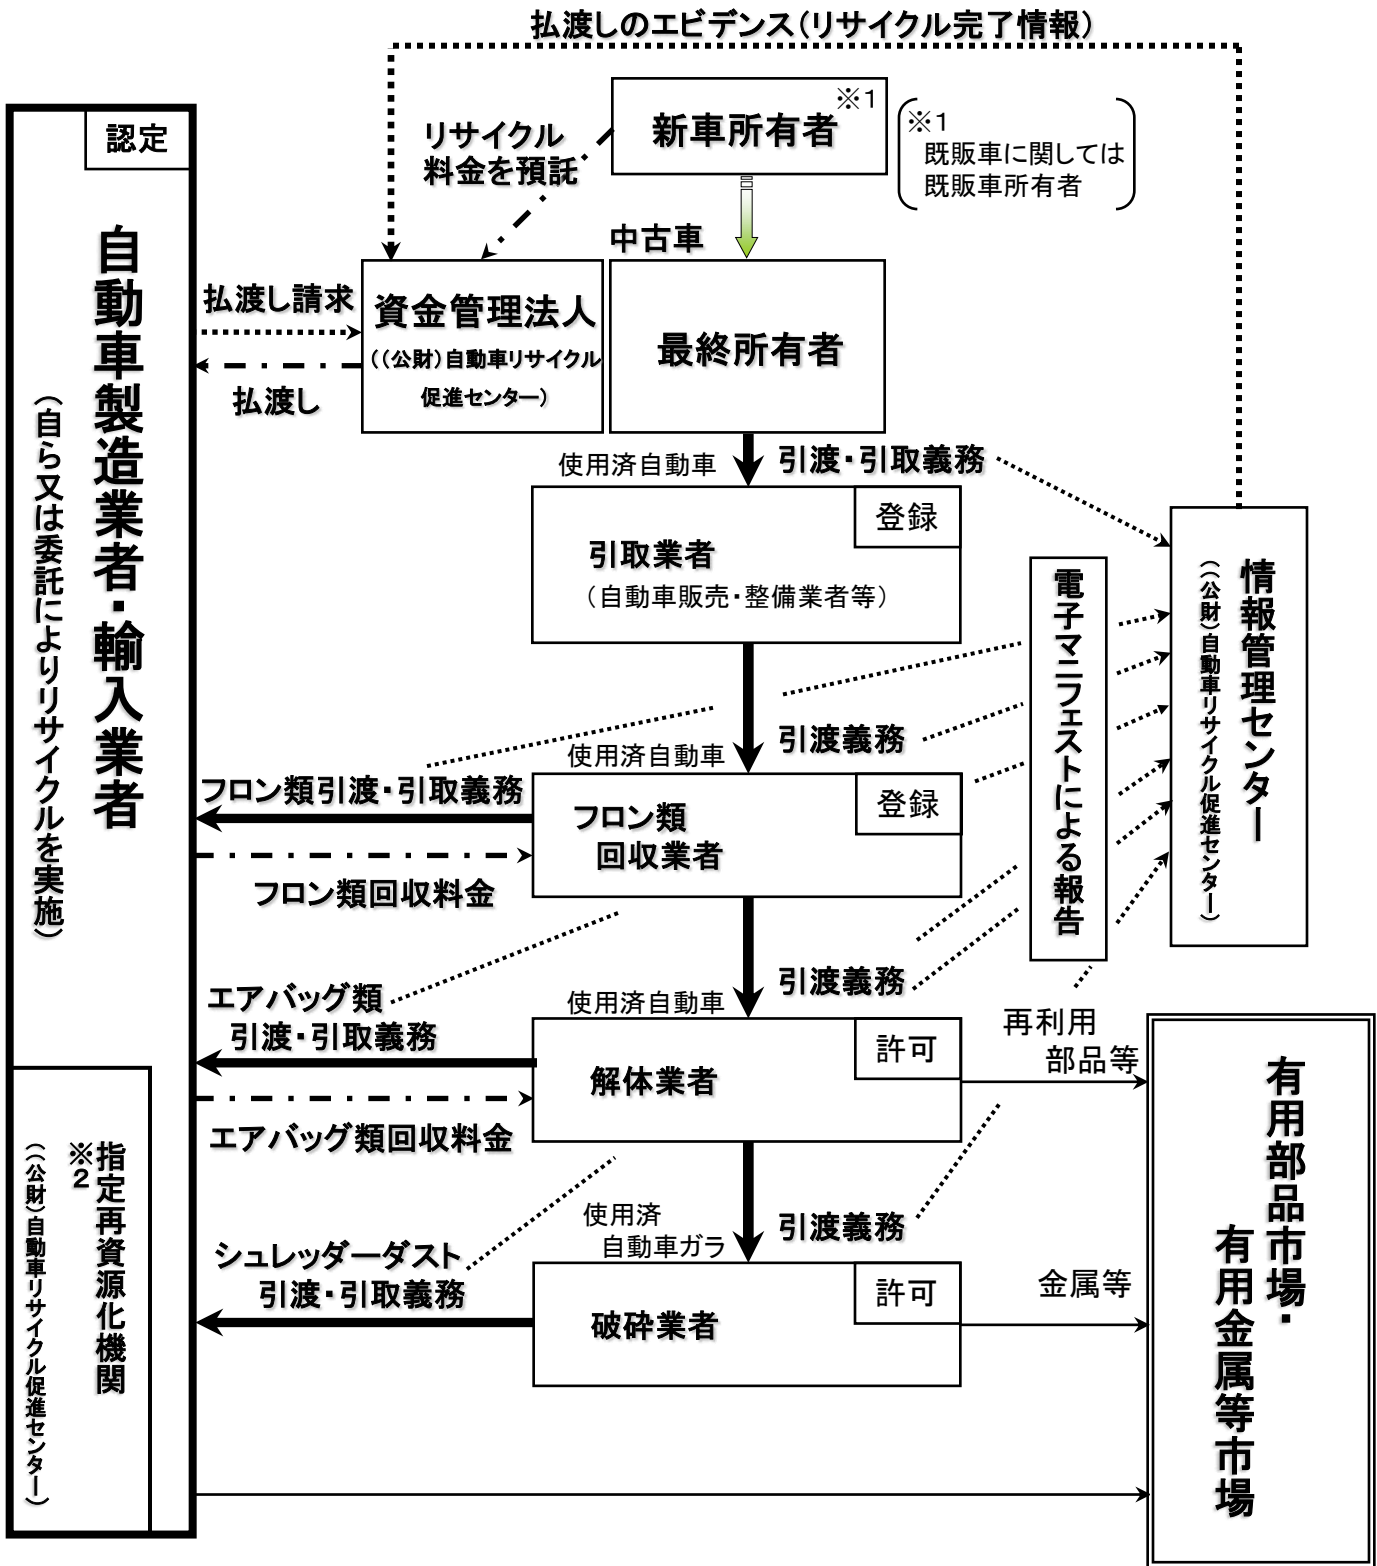 払渡しのエビデンス(リサイクル完了情報)
新車所有者
※1
※1
既販車に関しては
既販車所有者
リサイクル
料金を預託
認定
自動車製造業者・輸入業者
(自ら又は委託によりリサイクルを実施)
中古車
払渡し請求
払渡し
資金管理法人
((公財)自動車リサイクル
促進センター)
最終所有者
使用済自動車
引渡・引取義務
登録
引取業者
(自動車販売・整備業者等)
電子マニフェストによる報告
情報管理センター
((公財)自動車リサイクル促進センター)
使用済自動車
引渡義務
フロン類引渡・引取義務
フロン類回収料金
登録
フロン類
回収業者
エアバッグ類
引渡・引取義務
使用済自動車
引渡義務
再利用
部品等
許可
解体業者
エアバッグ類回収料金
使用済
自動車ガラ
引渡義務
シュレッダーダスト
引渡・引取義務
許可
破砕業者
金属等
有用部品市場・
有用金属等市場
指定再資源化機関
※2
((公財)自動車リサイクル促進センター)